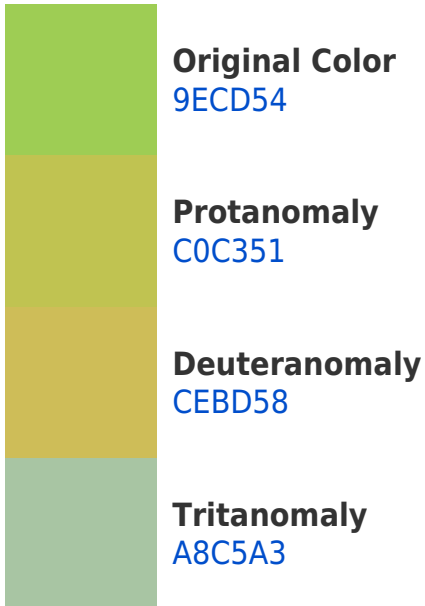 Original Color
9ECD54
Protanomaly
C0C351
Deuteranomaly
CEBD58
Tritanomaly
A8C5A3